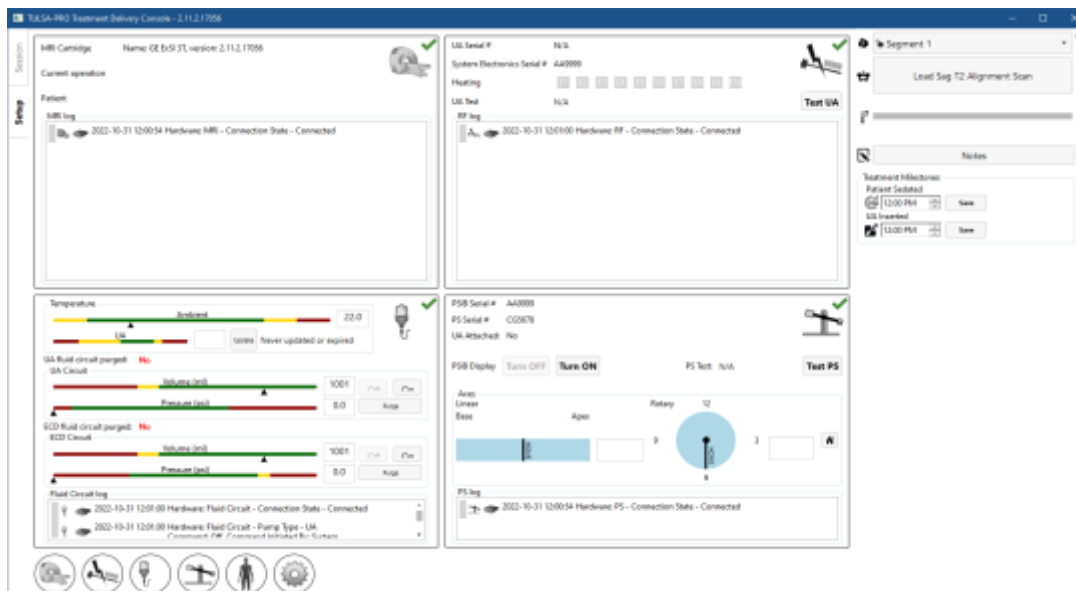 TULSA-PRO Treatment Delivery Console - 2.11.2.17056
Session
Setup
MRI Cartridge Name: GE ExSI 3T, version: 2.11.2.17056
Current operation
Patient
MRI log
2022-10-31 12:00:54 Hardware: MRI - Connection State - Connected
UA Serial # N/A
System Electronics Serial # AA9999
Heating
UA Test N/A
Test UA
RF log
2022-10-31 12:01:00 Hardware: RF - Connection State - Connected
Segment 1
Load Sag T2 Alignment Scan
Notes
Treatment Milestones
Patient Sedated
12:00 PM Save
UA Inserted
12:00 PM Save
Temperature
Ambient 22.0
UA Never updated or expired
UA fluid circuit purged: No
UA Circuit
Volume (ml) 1001 Off On
Pressure (psi) 0.0 Purge
ECD fluid circuit purged: No
ECD Circuit
Volume (ml) 1001 Off On
Pressure (psi) 0.0 Purge
Fluid Circuit log
2022-10-31 12:01:00 Hardware: Fluid Circuit - Connection State - Connected
2022-10-31 12:01:00 Hardware: Fluid Circuit - Pump Type - UA
Command: Off, Command Initiated By: System
PSIB Serial # AA9999
PS Serial # CG5678
UA Attached: No
PSIB Display Turn OFF Turn ON PS Test N/A Test PS
Axes
Linear Rotary 12
Base Apex
HOME 9 HOME 3
6
PS log
2022-10-31 12:00:54 Hardware: PS - Connection State - Connected